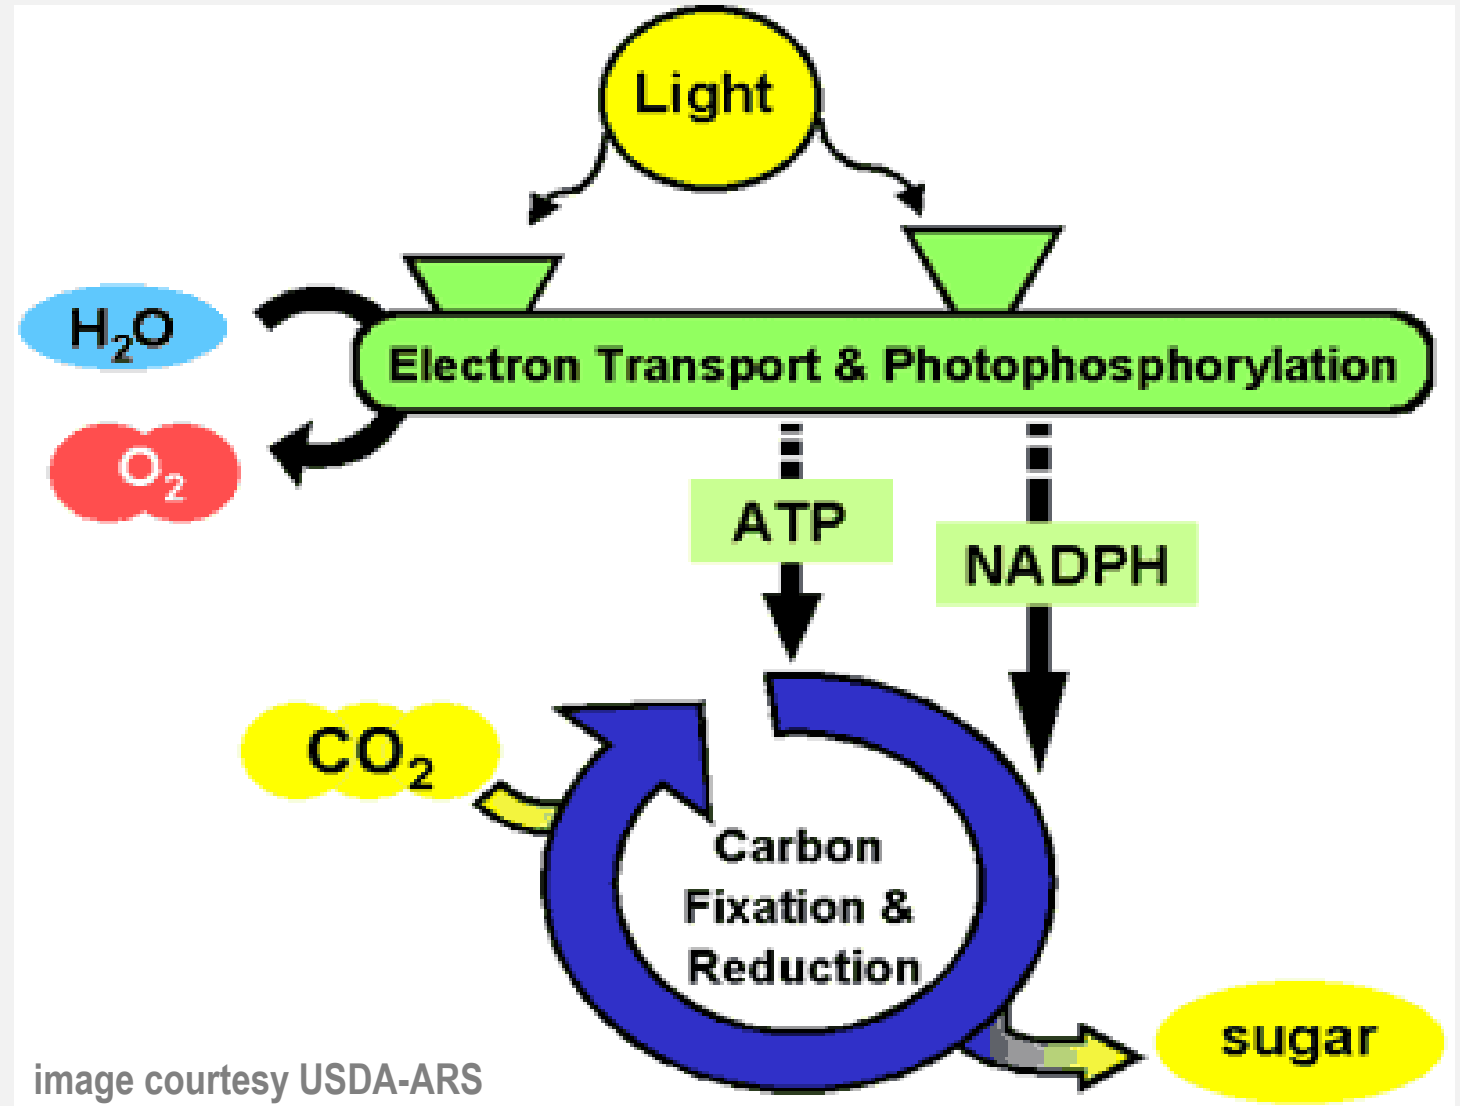 Light
H₂O
Electron Transport & Photophosphorylation
O₂
ATP
NADPH
CO₂
Carbon
Fixation &
Reduction
sugar
image courtesy USDA-ARS